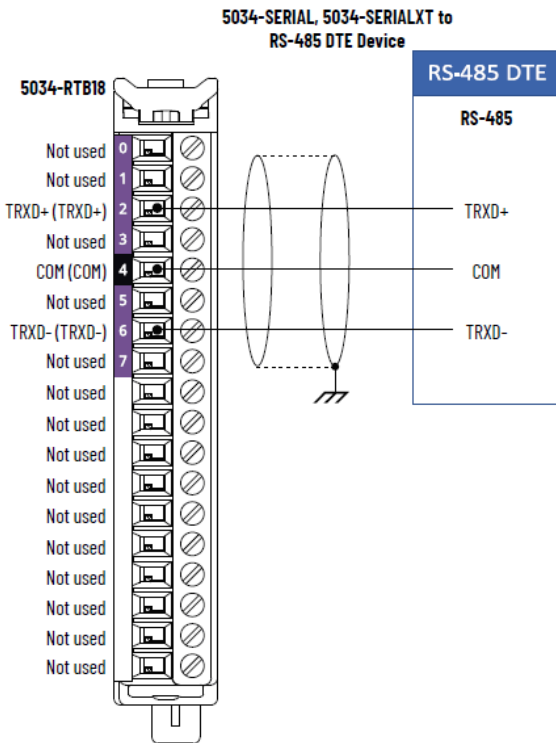 5034-SERIAL, 5034-SERIALXT to
RS-485 DTE Device
RS-485 DTE
5034-RTB18
RS-485
Not used 0
Not used 1
TRXD+ (TRXD+) 2 TRXD+
Not used 3
COM (COM) 4 COM
Not used 5
TRXD- (TRXD-) 6 TRXD-
Not used 7
Not used
Not used
Not used
Not used
Not used
Not used
Not used
Not used
Not used
Not used